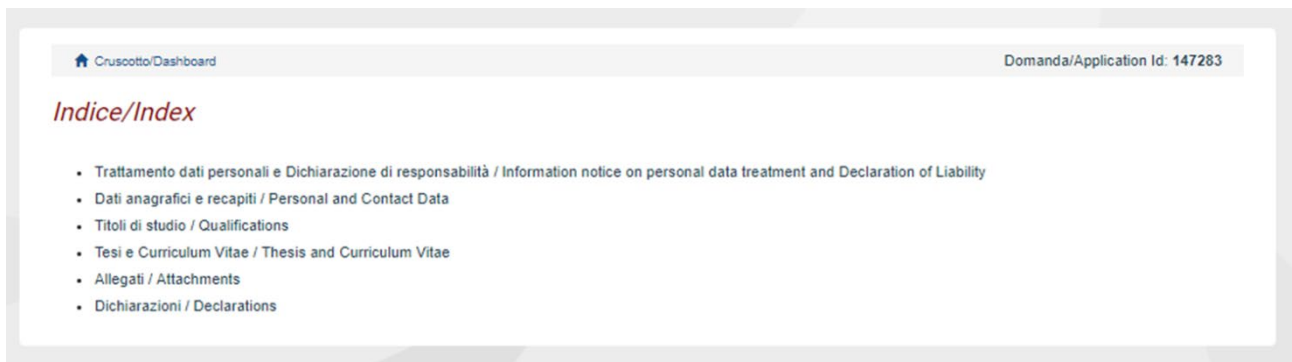 Cruscotto/Dashboard Domanda/Application Id: 147283
Indice/Index
Trattamento dati personali e Dichiarazione di responsabilità / Information notice on personal data treatment and Declaration of Liability
Dati anagrafici e recapiti / Personal and Contact Data
Titoli di studio / Qualifications
Tesi e Curriculum Vitae / Thesis and Curriculum Vitae
Allegati / Attachments
Dichiarazioni / Declarations